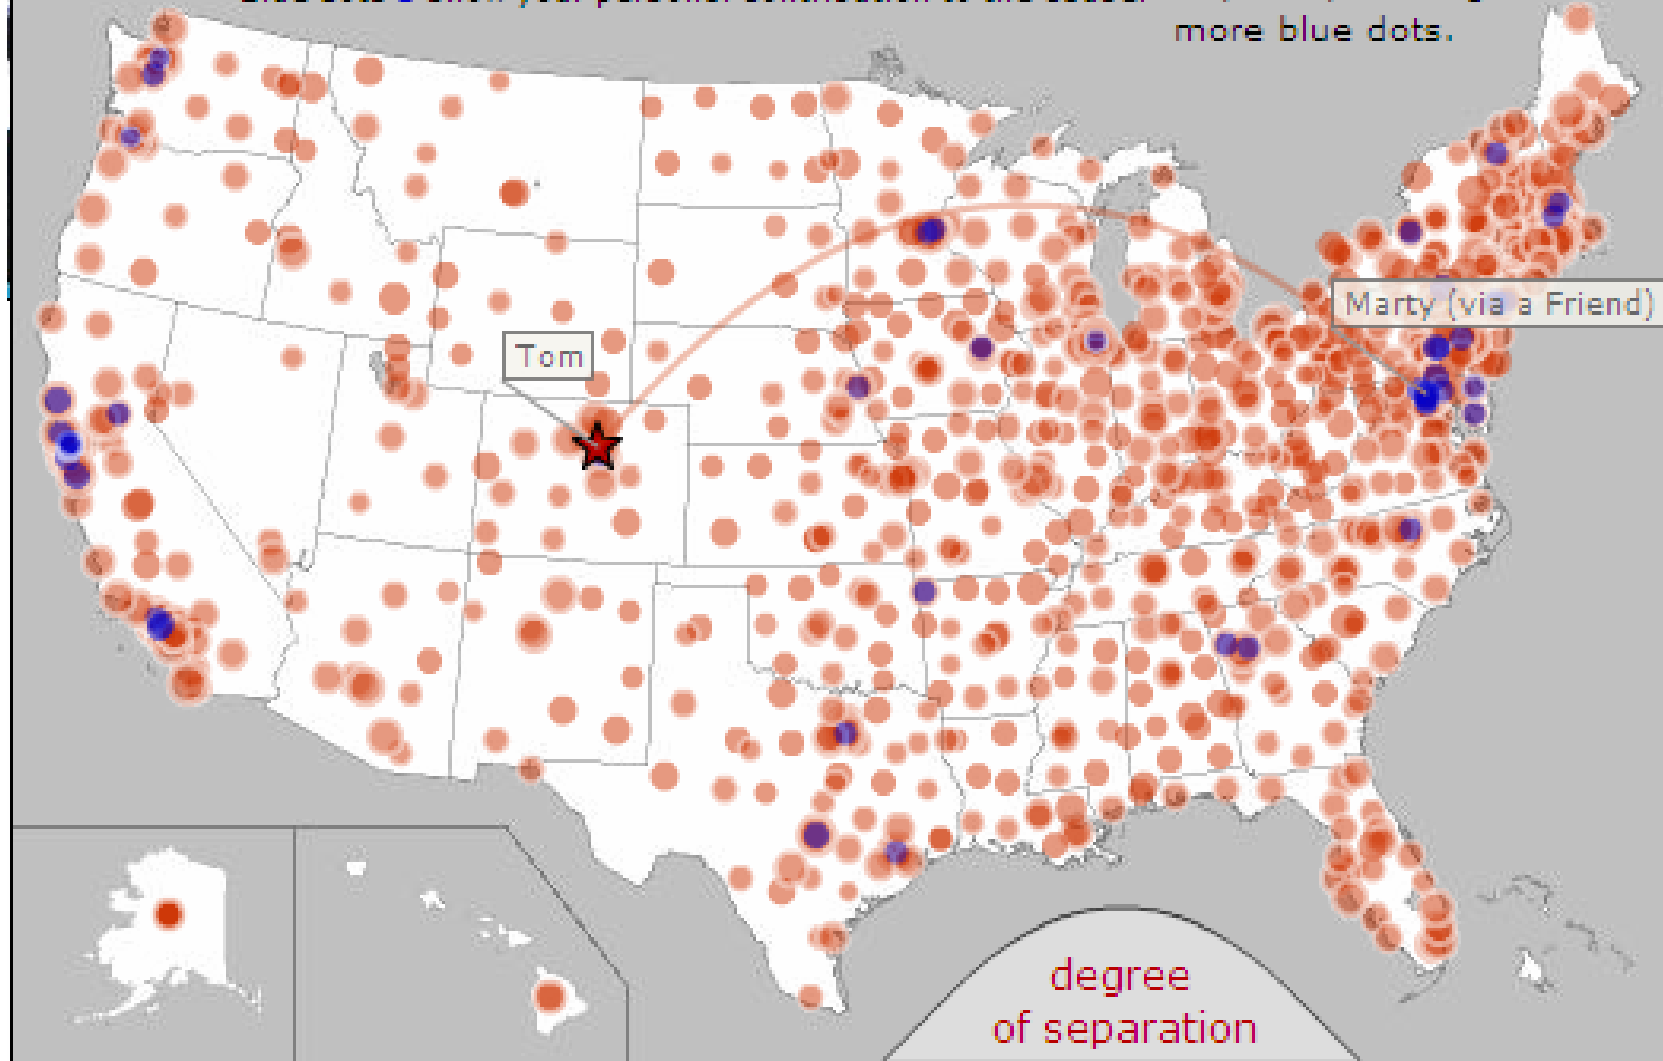 more blue dots.
Marty (via a Friend)
Tom
degree
of separation